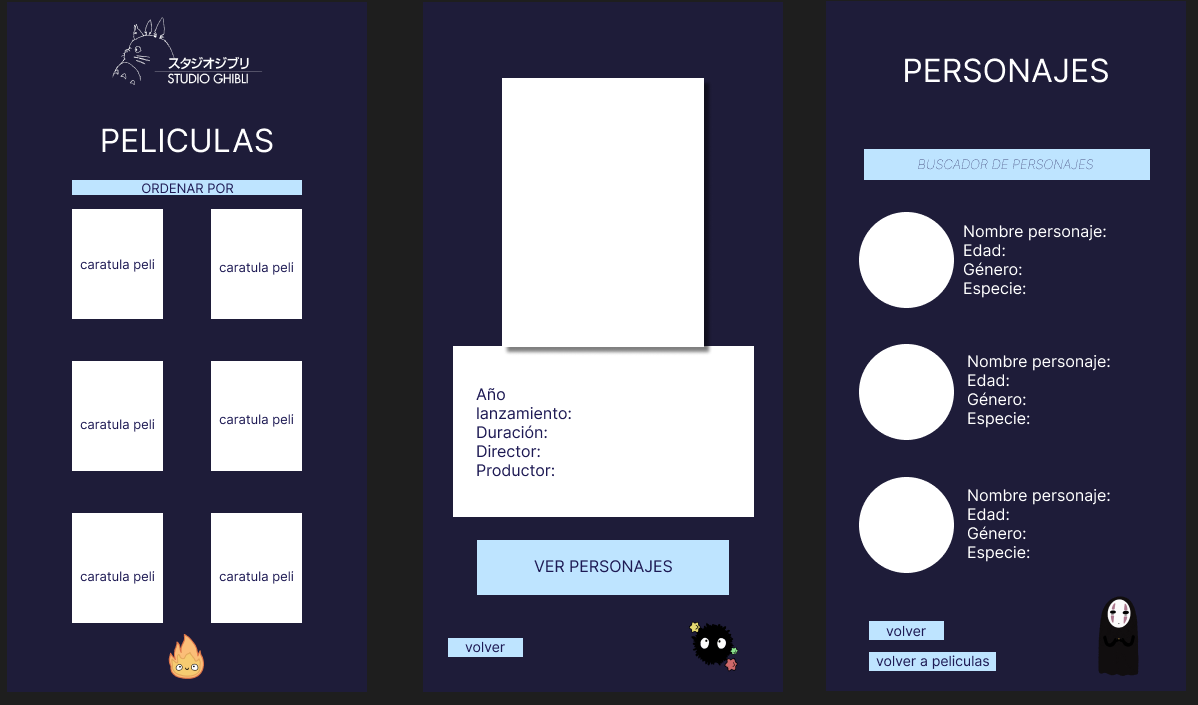 スタジオジブリ
STUDIO GHIBLI
PELICULAS
ORDENAR POR
caratula peli
caratula peli
caratula peli
caratula peli
caratula peli
caratula peli
Año
lanzamiento:
Duración:
Director:
Productor:
VER PERSONAJES
volver
PERSONAJES
BUSCADOR DE PERSONAJES
Nombre personaje:
Edad:
Género:
Especie:
Nombre personaje:
Edad:
Género:
Especie:
Nombre personaje:
Edad:
Género:
Especie:
volver
volver a peliculas